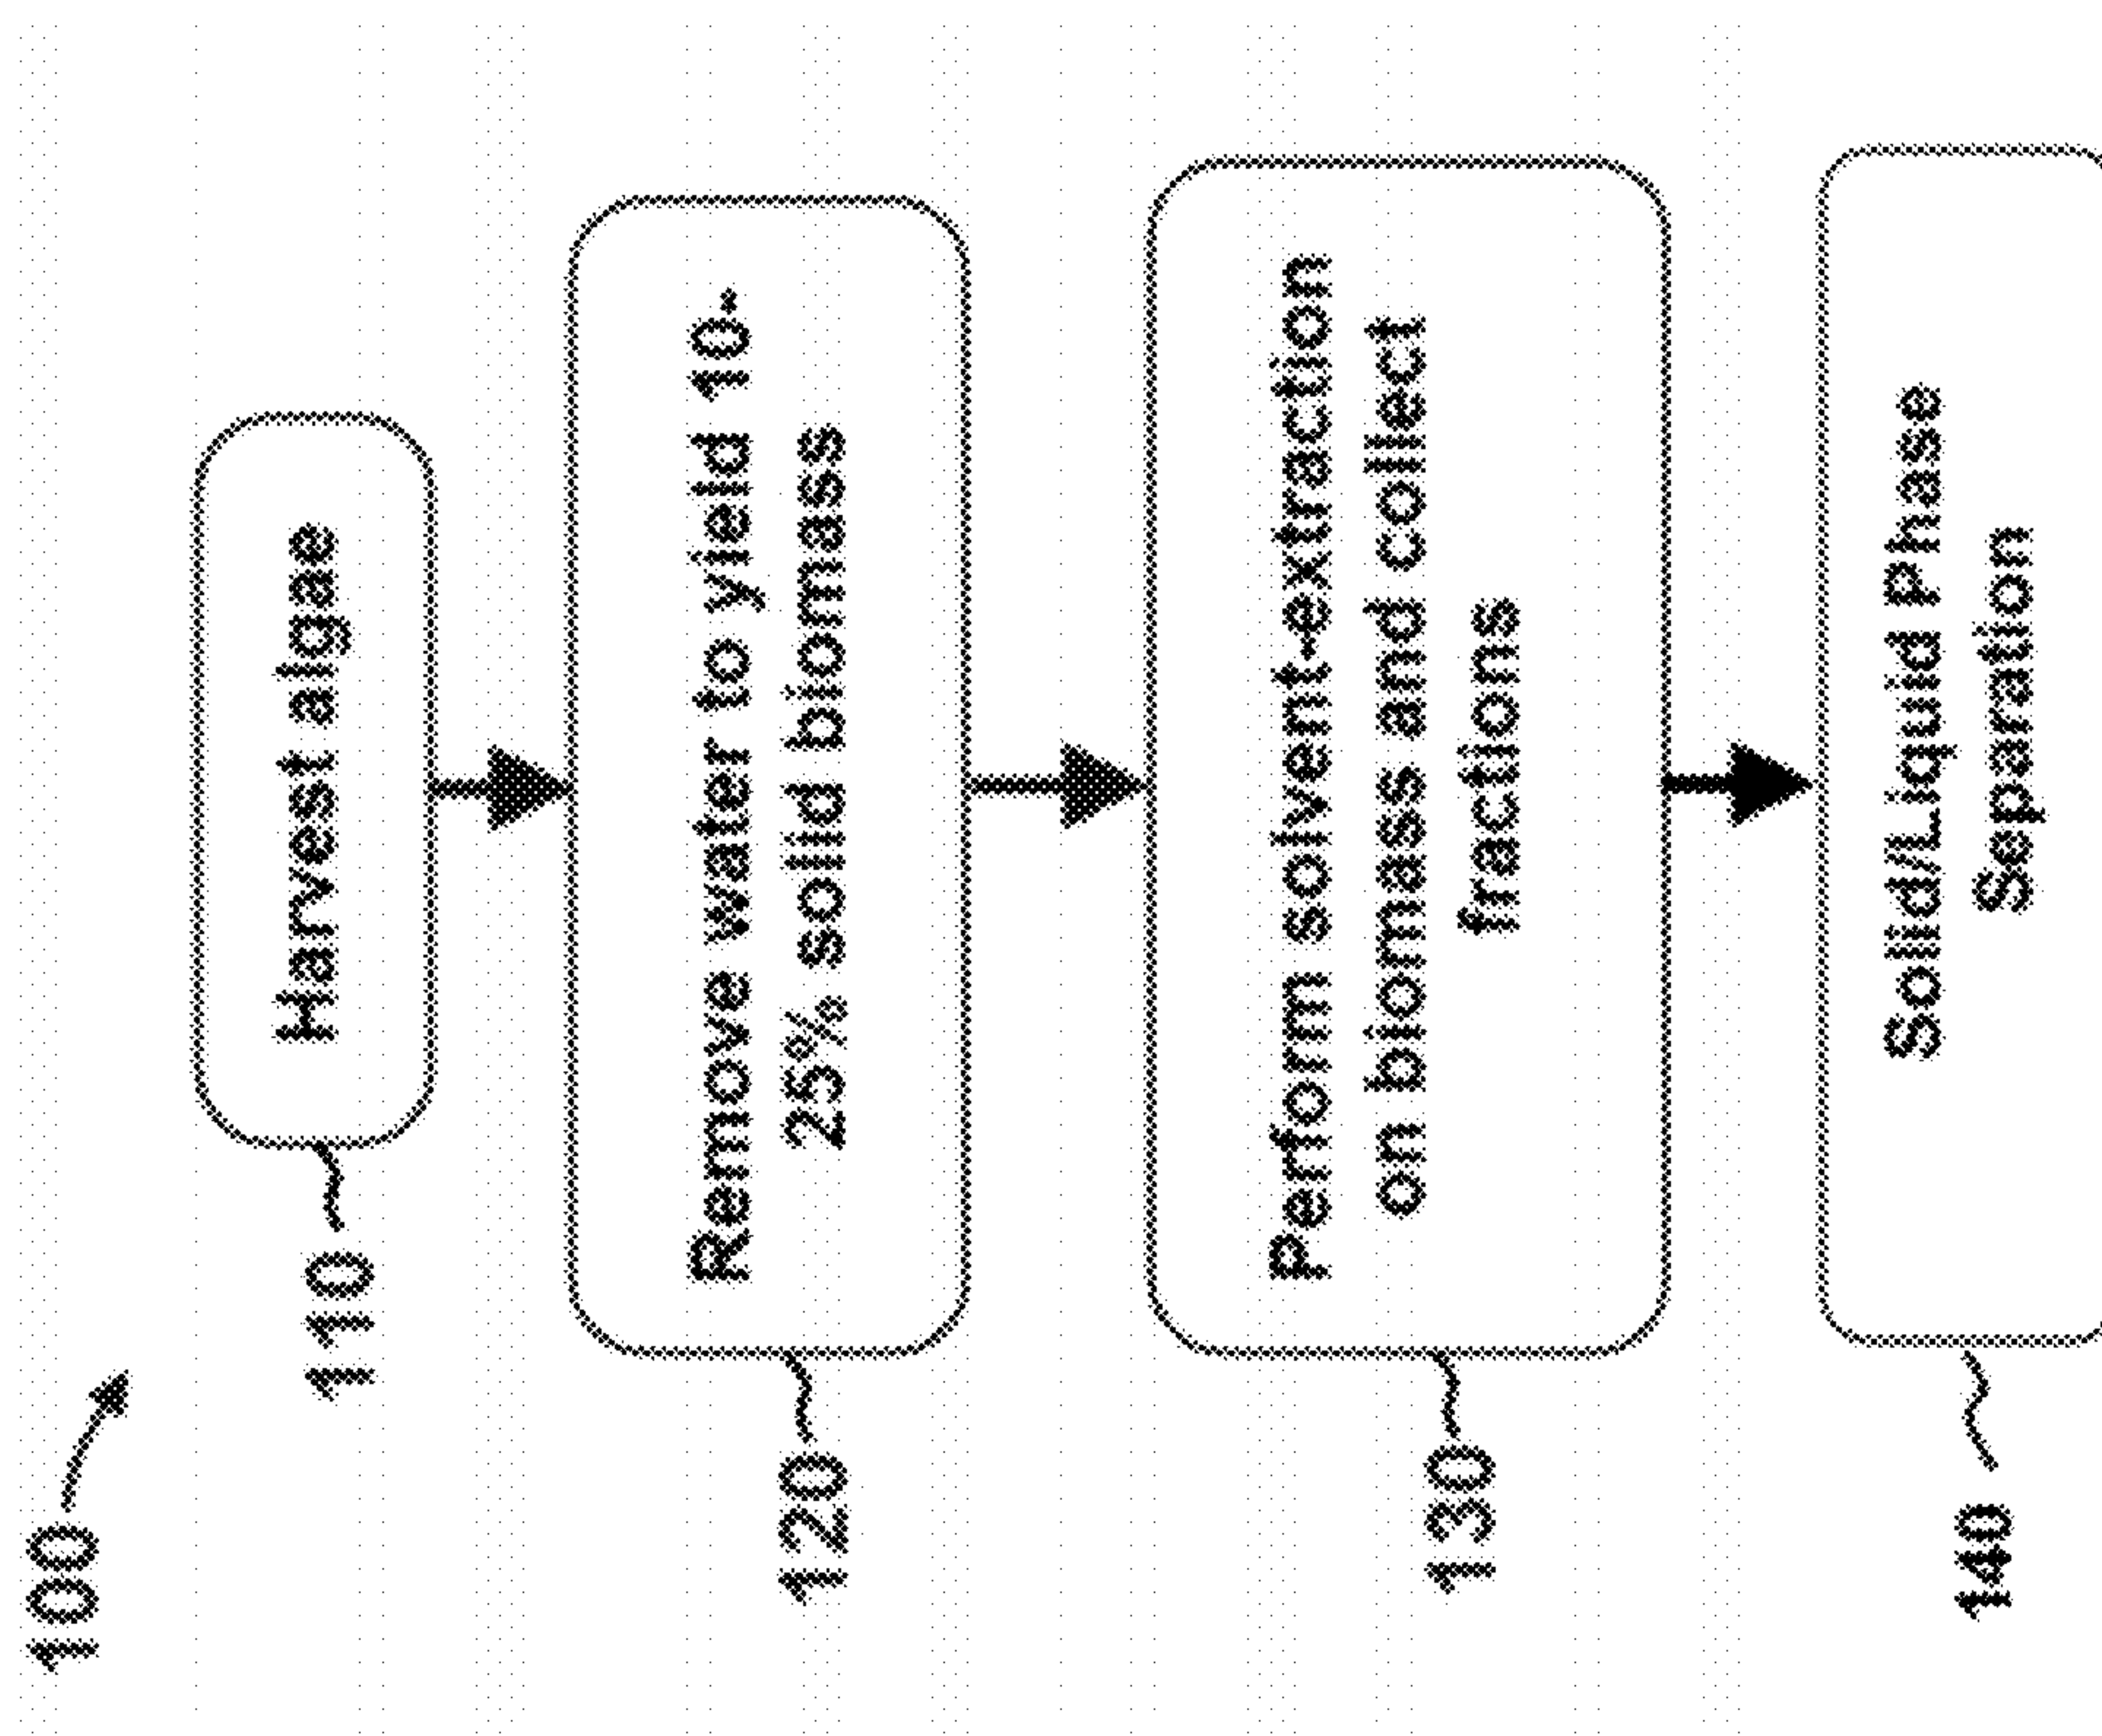 100
110
Harvest algae
120
Remove water to yield 10-
25% solid biomass
130
Perform solvent-extraction
on biomass and collect
fractions
140
Solid/Liquid Phase
Separation